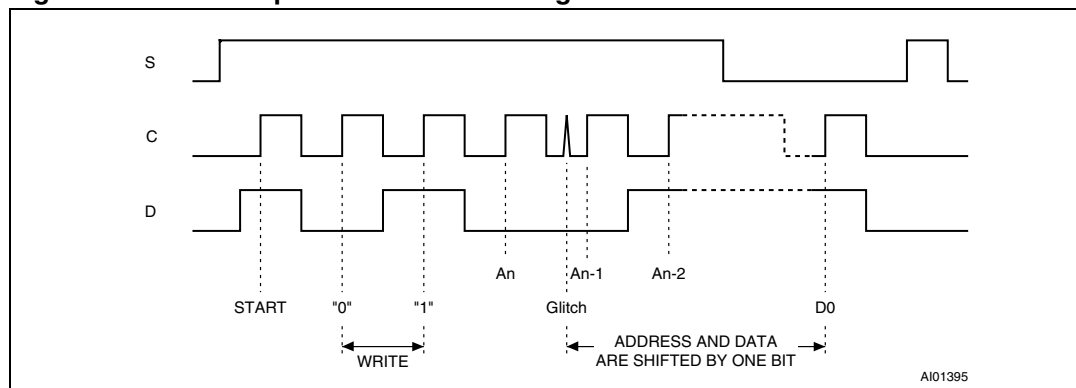 S
C
D
An
An-1
An-2
START
"0"
"1"
Glitch
D0
WRITE
ADDRESS AND DATA
ARE SHIFTED BY ONE BIT
AI01395